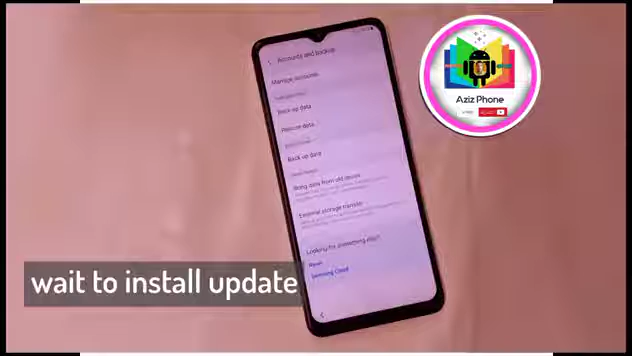 Accounts and backup
Manage accounts
Back up data
Restore data
Back up data
Bring data from old device
External storage transfer
Looking for something else?
Reset
Samsung Cloud
Aziz Phone
wait to install update